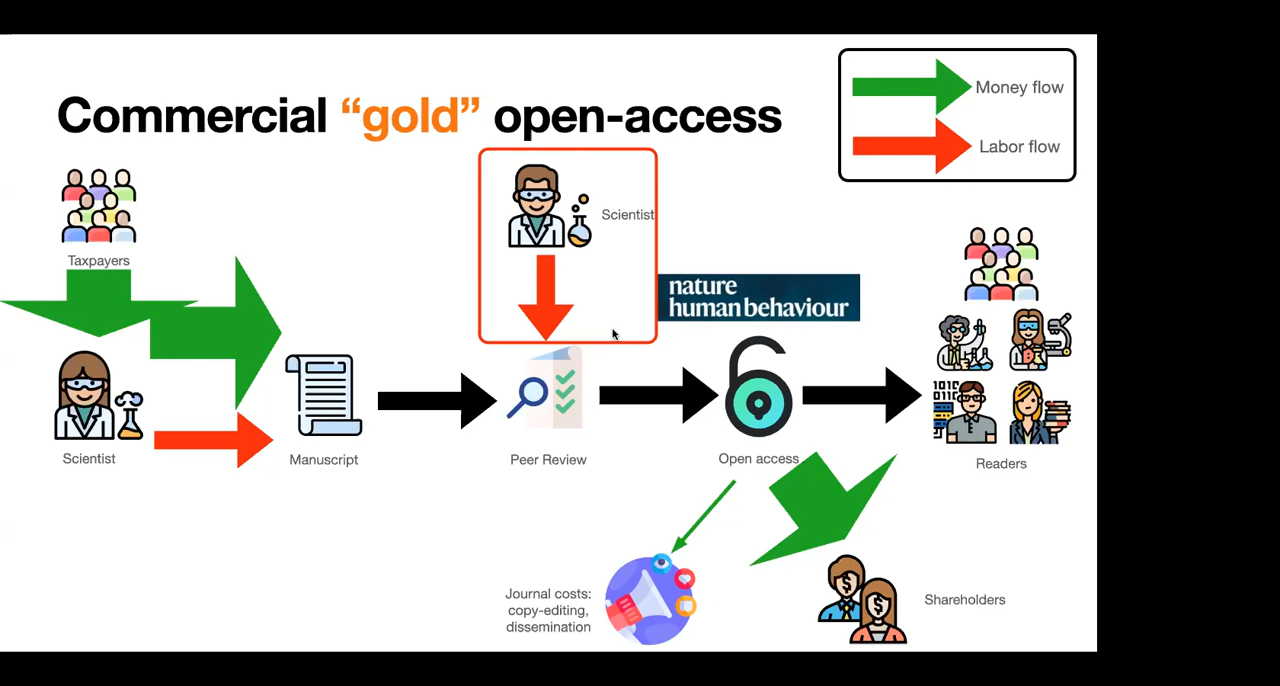 Commercial “gold” open-access
Money flow
Labor flow
Taxpayers
Scientist
nature
human behaviour
Scientist
Manuscript
Peer Review
Open access
Readers
Journal costs:
copy-editing,
dissemination
Shareholders